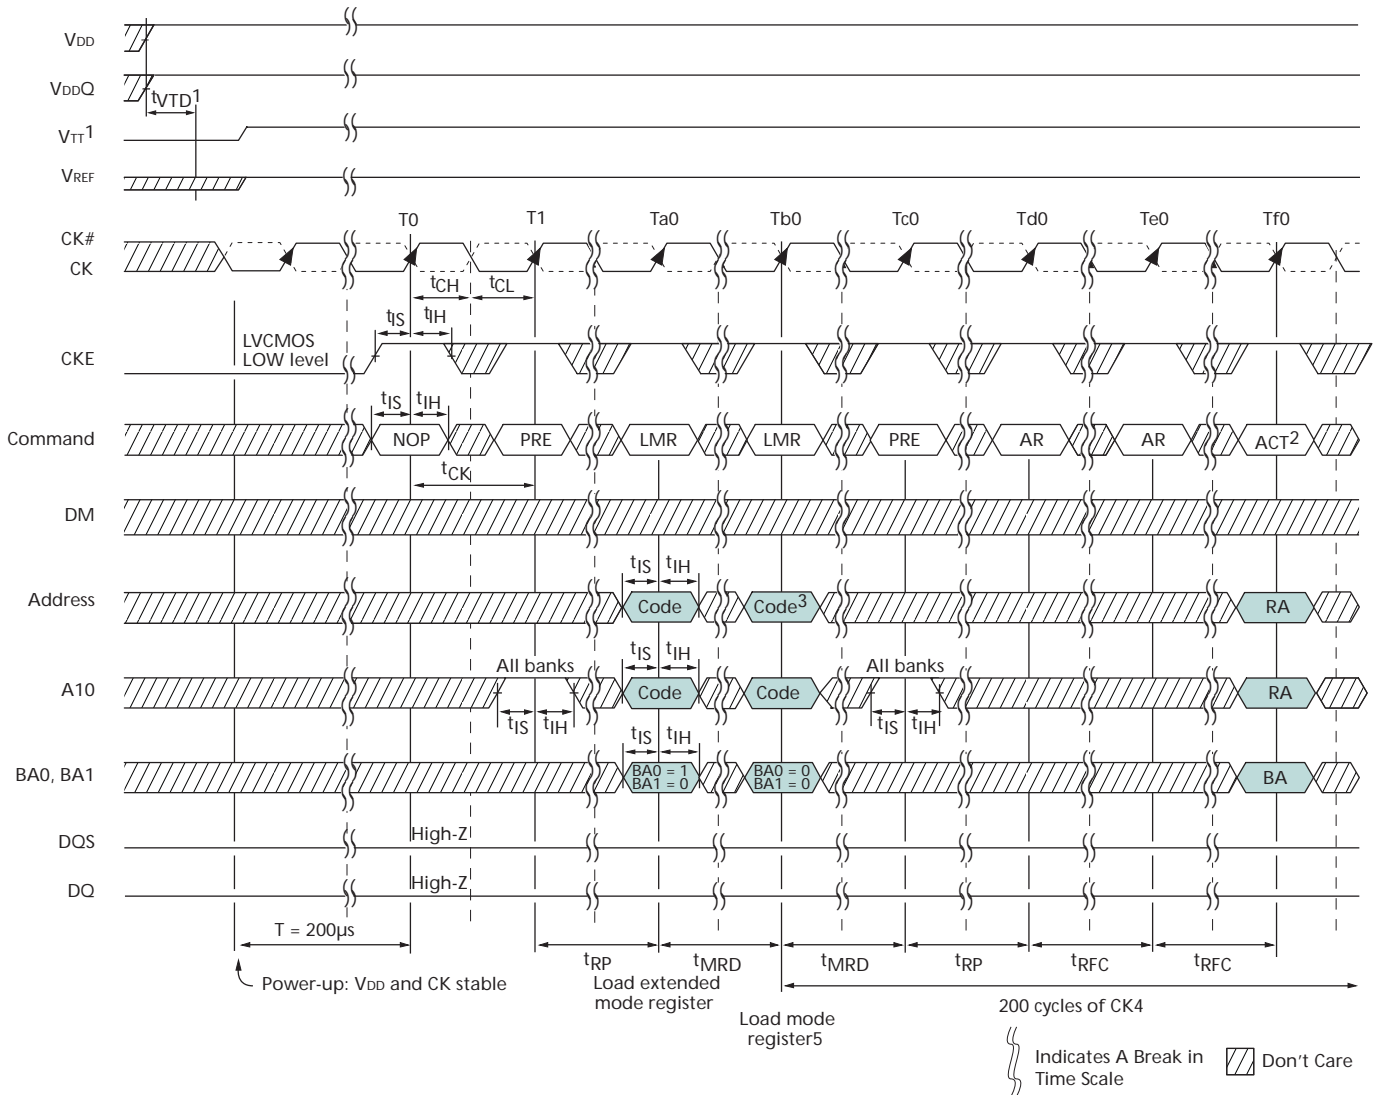 VDD
VDDQ
tVTD1
VTT1
VREF
T0 T1 Ta0 Tb0 Tc0 Td0 Te0 Tf0
CK#
CK
tCH tCL
tIS tIH
LVCMOS
LOW level
CKE
tIS tIH
Command NOP PRE LMR LMR PRE AR AR ACT2
tCK
DM
tIS tIH
Address Code Code3 RA
tIS tIH
All banks All banks
A10 Code Code RA
tIS tIH tIS tIH
tIS tIH
BA0, BA1 BA0 = 1 BA0 = 0 BA
BA1 = 0 BA1 = 0
High-Z
DQS
High-Z
DQ
T = 200µs
tRP tMRD tMRD tRP tRFC tRFC
Power-up: VDD and CK stable
Load extended
mode register
200 cycles of CK4
Load mode
register5
Indicates A Break in
Time Scale
Don't Care